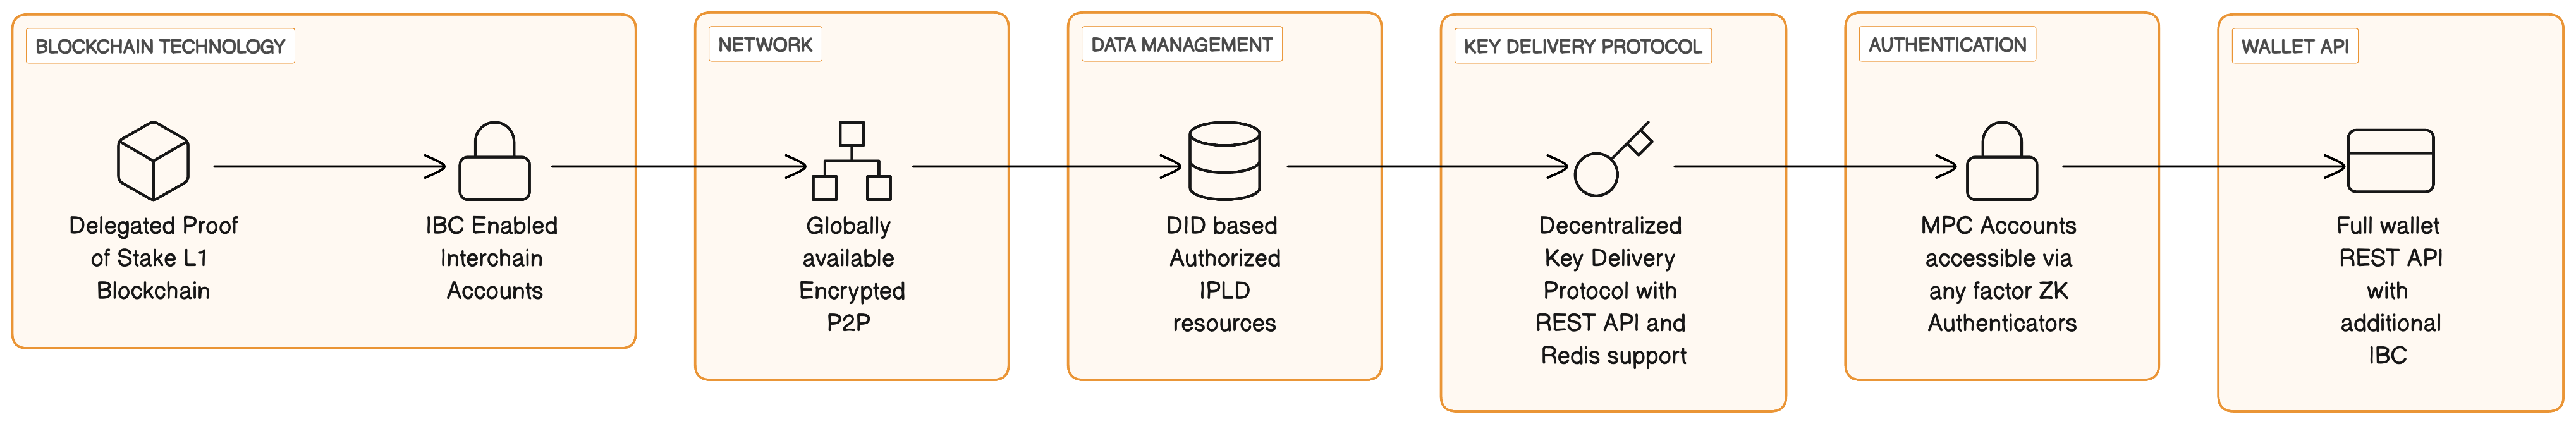 BLOCKCHAIN TECHNOLOGY
Delegated Proof
of Stake L1
Blockchain
IBC Enabled
Interchain
Accounts
NETWORK
Globally
available
Encrypted
P2P
DATA MANAGEMENT
DID based
Authorized
IPLD
resources
KEY DELIVERY PROTOCOL
Decentralized
Key Delivery
Protocol with
REST API and
Redis support
AUTHENTICATION
MPC Accounts
accessible via
any factor ZK
Authenticators
WALLET API
Full wallet
REST API
with
additional
IBC